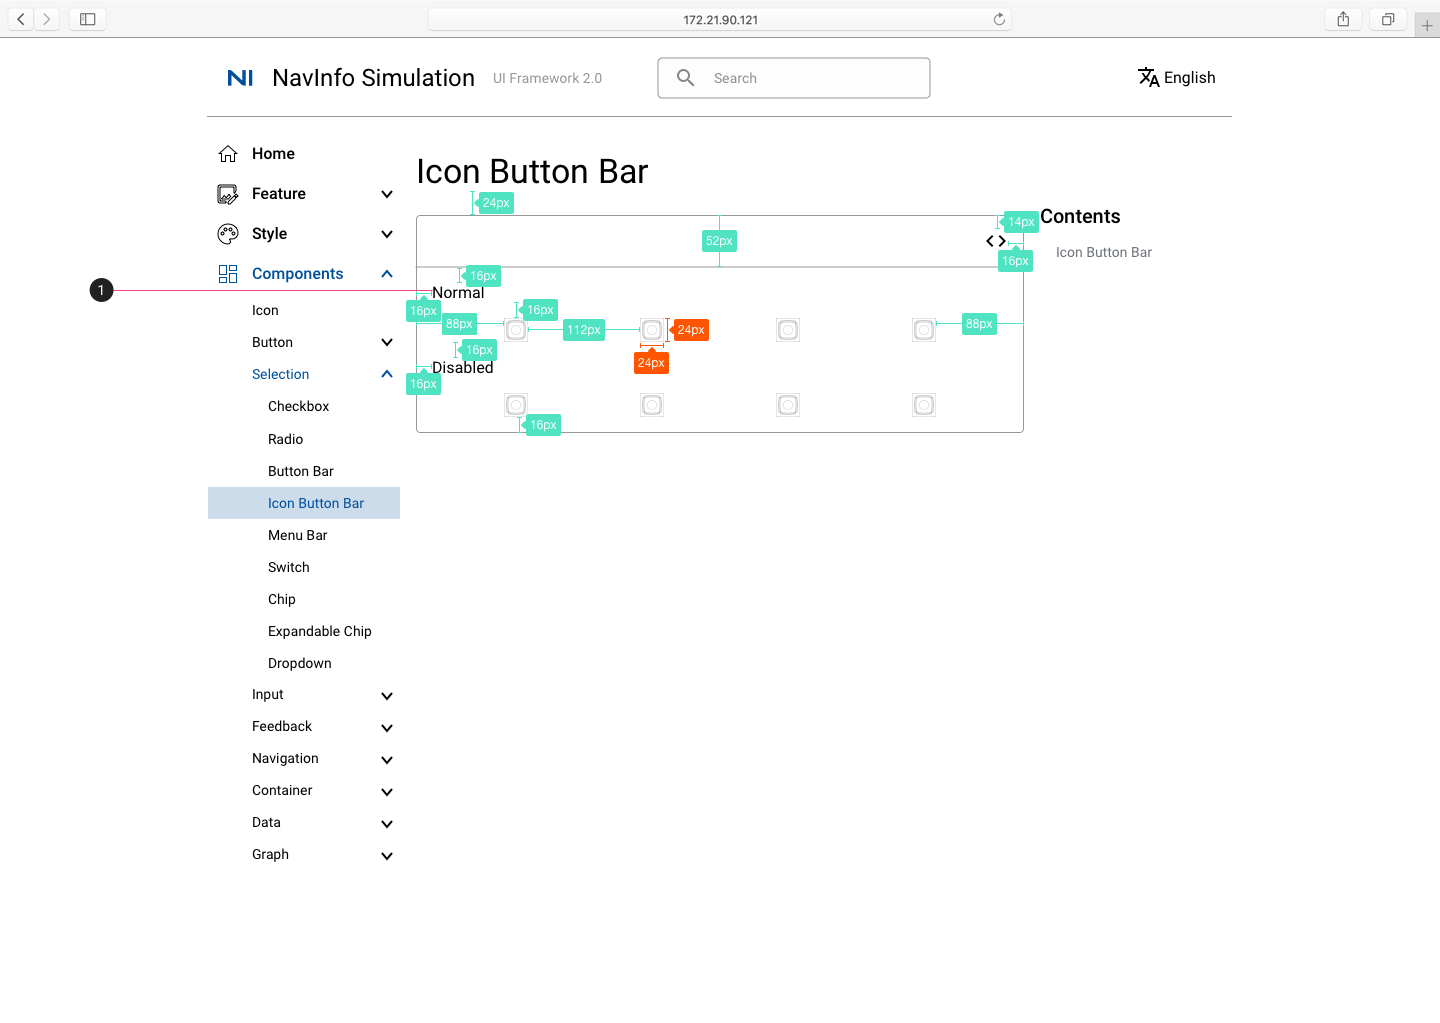 172.21.90.121
NI NavInfo Simulation UI Framework 2.0 Search English
Home
Feature
Style
Components
Icon
Button
Selection
Checkbox
Radio
Button Bar
Icon Button Bar
Menu Bar
Switch
Chip
Expandable Chip
Dropdown
Input
Feedback
Navigation
Container
Data
Graph
1
Icon Button Bar
24px
52px
14px
< >
16px
16px
Normal
16px
16px
88px
112px
24px
88px
24px
16px
Disabled
16px
16px
Contents
Icon Button Bar